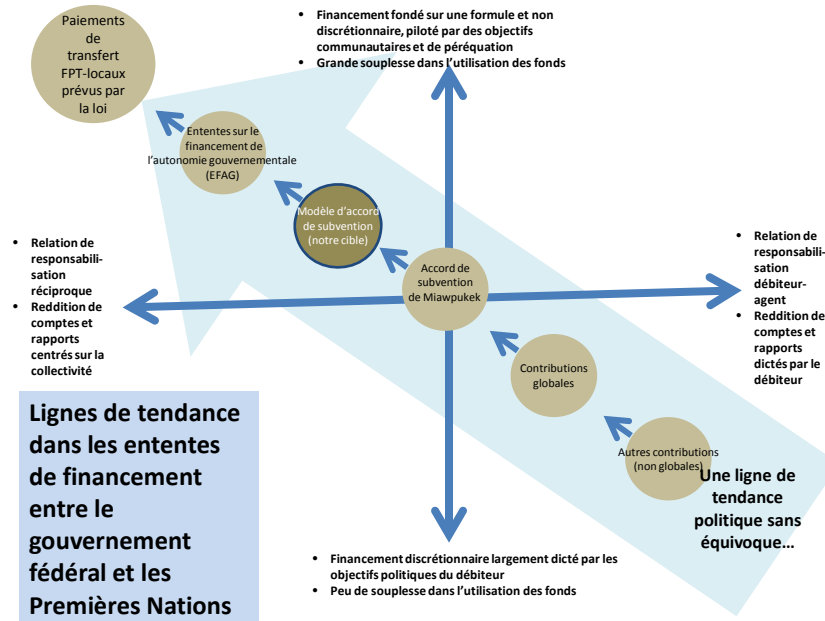 Paiements
de
transfert
FPT-locaux
prévus par
la loi
• Financement fondé sur une formule et non
discrétionnaire, piloté par des objectifs
communautaires et de péréquation
• Grande souplesse dans l'utilisation des fonds
Ententes sur le
financement de
l'autonomie gouvernementale
(EFAG)
Modèle d'accord
de subvention
(notre cible)
• Relation de
responsabili-
sation
réciproque
• Reddition de
comptes et
rapports
centrés sur la
collectivité
Accord de
subvention
de Miawpukek
• Relation de
responsabili-
sation
débiteur-
agent
• Reddition de
comptes et
rapports
dictés par le
débiteur
Contributions
globales
Autres contributions
(non globales)
Une ligne de
tendance
politique sans
équivoque...
Lignes de tendance
dans les ententes
de financement
entre le
gouvernement
fédéral et les
Premières Nations
• Financement discrétionnaire largement dicté par les
objectifs politiques du débiteur
• Peu de souplesse dans l'utilisation des fonds